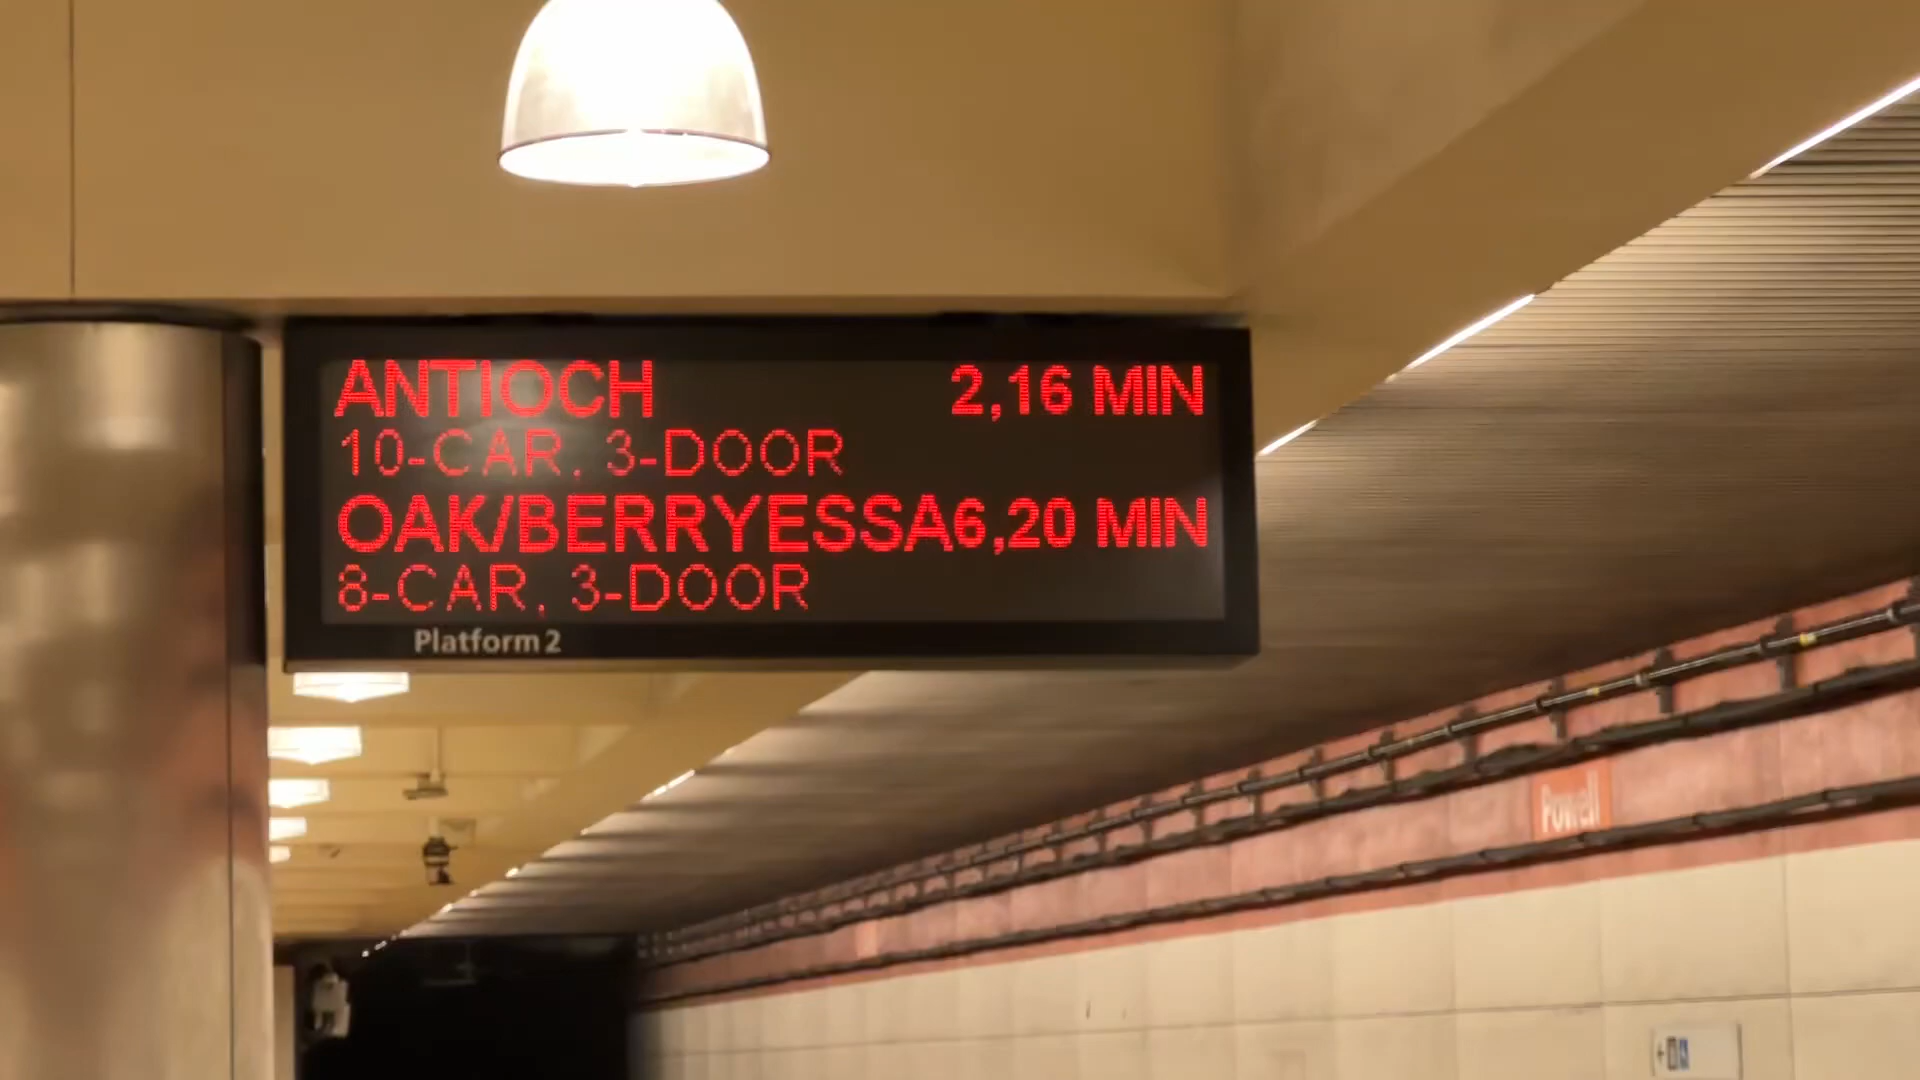 ANTIOCH 2,16 MIN
10-CAR, 3-DOOR
OAK/BERRYESSA6,20 MIN
8-CAR, 3-DOOR
Platform 2
Powell